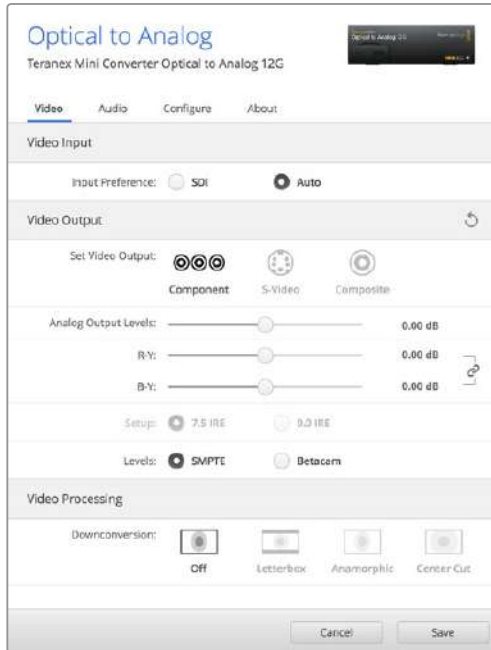 Optical to Analog
Teranex Mini Converter Optical to Analog 12G
Video Audio Configure About
Video Input
Input Preference: SDI Auto
Video Output
Set Video Output:
Component S-Video Composite
Analog Output Levels: 0.00 dB
R-Y: 0.00 dB
B-Y: 0.00 dB
Setup: 7.5 IRE 0.0 IRE
Levels: SMPTE Betacam
Video Processing
Downconversion:
Off Letterbox Anamorphic Center Cut
Cancel Save